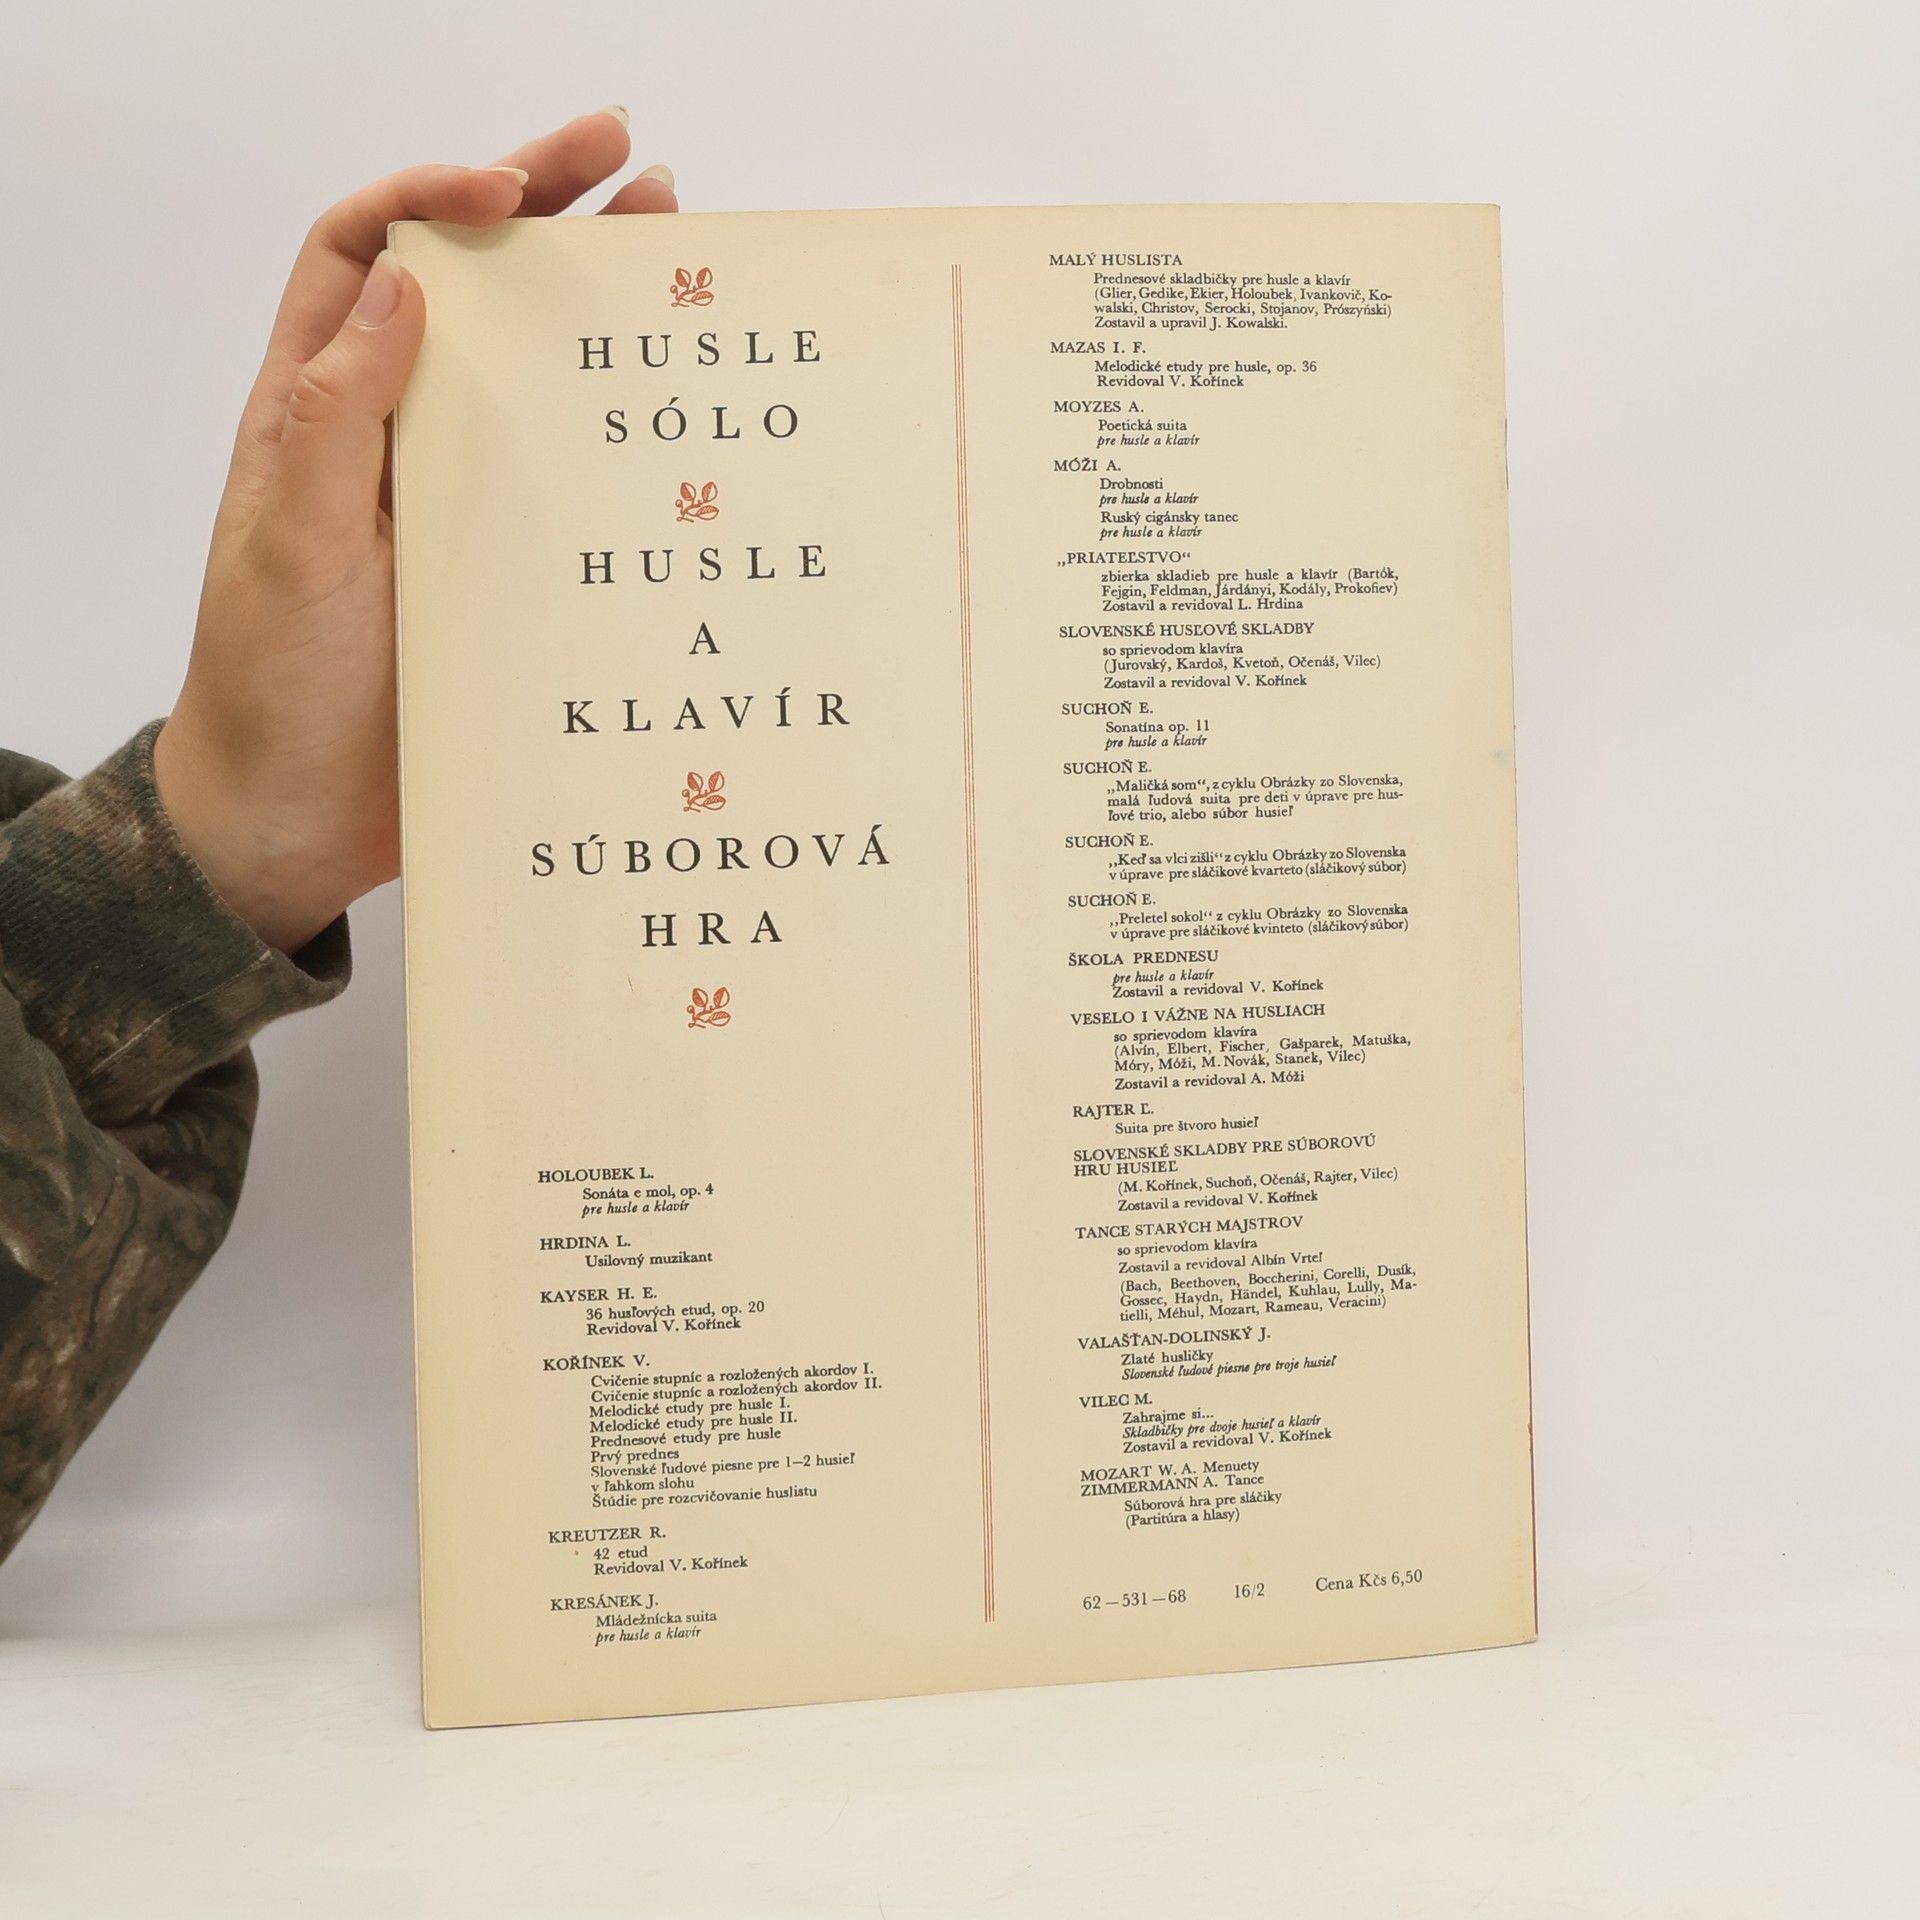 HUSLE
SÓLO
HUSLE
A
KLAVÍR
SÚBOROVÁ
HRA
HOLOUBEK L.
Sonáta e mol, op. 4
pre husle a klavír
HRDINA L.
Usilovný muzikant
KAYSER H. E.
36 husľových etud, op. 20
Revidoval V. Kořínek
KOŘÍNEK V.
Cvičenie stupníc a rozložených akordov I.
Cvičenie stupníc a rozložených akordov II.
Melodické etudy pre husle I.
Melodické etudy pre husle II.
Prednesové etudy pre husle
Prvý prednes
Slovenské ľudové piesne pre 1–2 husieľ
v ľahkom slohu
Štúdie pre rozcvičovanie huslistu
KREUTZER R.
42 etud
Revidoval V. Kořínek
KRESÁNEK J.
Mládežnícka suita
pre husle a klavír
MALÝ HUSLISTA
Prednesové skladbičky pre husle a klavír
(Glier, Gedike, Ekier, Holoubek, Ivankovič, Ko-
walski, Christov, Serocki, Stojanov, Prószyński)
Zostavil a upravil J. Kowalski.
MAZAS I. F.
Melodické etudy pre husle, op. 36
Revidoval V. Kořínek
MOYZES A.
Poetická suita
pre husle a klavír
MÓŽI A.
Drobnosti
pre husle a klavír
Ruský cigánsky tanec
pre husle a klavír
„PRIATEĽSTVO“
zbierka skladieb pre husle a klavír (Bartók,
Fejgin, Feldman, Járdányi, Kodály, Prokofiev)
Zostavil a revidoval L. Hrdina
SLOVENSKÉ HUSĽOVÉ SKLADBY
so sprievodom klavíra
(Jurovský, Kardoš, Kvetoň, Očenáš, Vilec)
Zostavil a revidoval V. Kořínek
SUCHOŇ E.
Sonatína op. 11
pre husle a klavír
SUCHOŇ E.
„Maličká som“, z cyklu Obrázky zo Slovenska,
malá ľudová suita pre deti v úprave pre hus-
ľové trio, alebo súbor husieľ
SUCHOŇ E.
„Keď sa vlci zišli“ z cyklu Obrázky zo Slovenska
v úprave pre sláčikové kvarteto (sláčikový súbor)
SUCHOŇ E.
„Preletel sokol“ z cyklu Obrázky zo Slovenska
v úprave pre sláčikové kvinteto (sláčikový súbor)
ŠKOLA PREDNESU
pre husle a klavír
Zostavil a revidoval V. Kořínek
VESELO I VÁŽNE NA HUSLIACH
so sprievodom klavíra
(Alvín, Elbert, Fischer, Gašparek, Matuška,
Móry, Móži, M. Novák, Stanek, Vilec)
Zostavil a revidoval A. Móži
RAJTER Ľ.
Suita pre štvoro husieľ
SLOVENSKÉ SKLADBY PRE SÚBOROVÚ
HRU HUSIEĽ
(M. Kořínek, Suchoň, Očenáš, Rajter, Vilec)
Zostavil a revidoval V. Kořínek
TANCE STARÝCH MAJSTROV
so sprievodom klavíra
Zostavil a revidoval Albín Vrteľ
(Bach, Beethoven, Boccherini, Corelli, Dusík,
Gossec, Haydn, Händel, Kuhlau, Lully, Ma-
tielli, Méhul, Mozart, Rameau, Veracini)
VALAŠŤAN-DOLINSKÝ J.
Zlaté husličky
Slovenské ľudové piesne pre troje husieľ
VILEC M.
Zahrajme si...
Skladbičky pre dvoje husieľ a klavír
Zostavil a revidoval V. Kořínek
MOZART W. A. Menuety
ZIMMERMANN A. Tance
Súborová hra pre sláčiky
(Partitúra a hlasy)
62 — 531 — 68 16/2 Cena Kčs 6,50